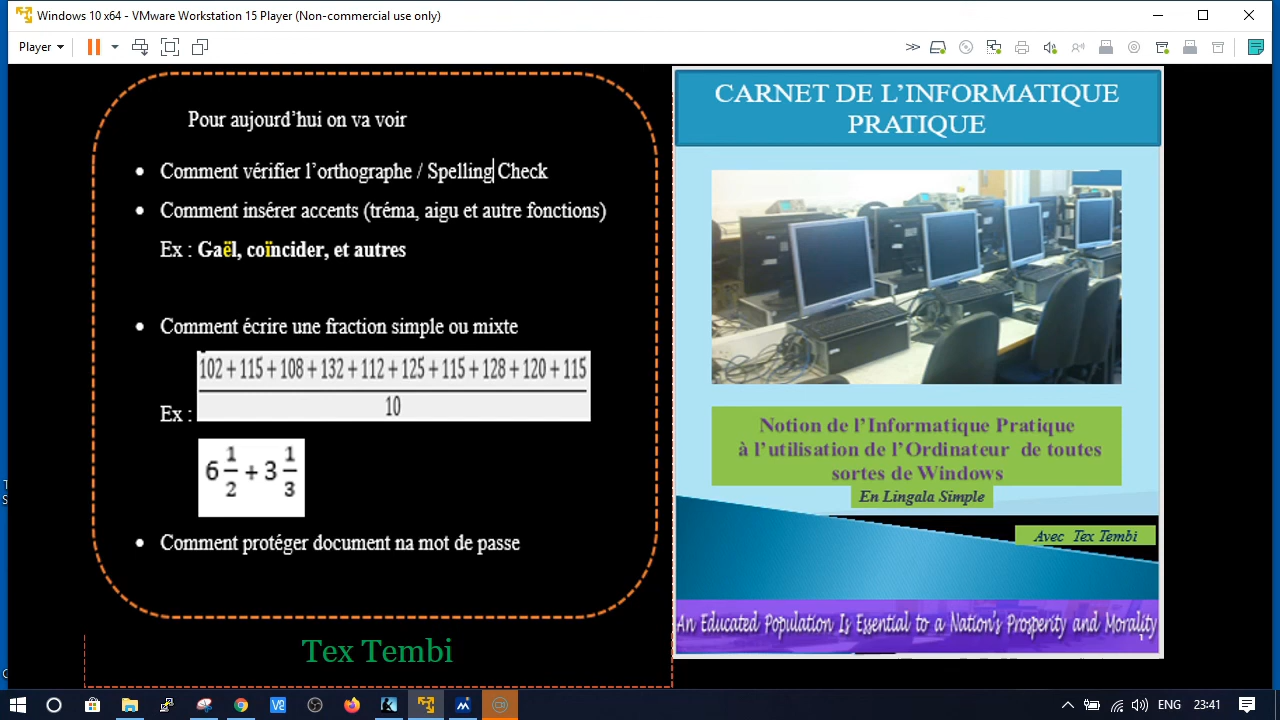 Windows 10 x64 - VMware Workstation 15 Player (Non-commercial use only)
Player
Pour aujourd’hui on va voir
• Comment vérifier l’orthographe / Spelling Check
• Comment insérer accents (tréma, aigu et autre fonctions)
Ex : Gaël, coïncider, et autres
• Comment écrire une fraction simple ou mixte
102 + 115 + 108 + 132 + 112 + 125 + 115 + 128 + 120 + 115
Ex :
10
6 1/2 + 3 1/3
• Comment protéger document na mot de passe
Tex Tembi
CARNET DE L’INFORMATIQUE
PRATIQUE
Notion de l’Informatique Pratique
à l’utilisation de l’Ordinateur de toutes
sortes de Windows
En Lingala Simple
Avec Tex Tembi
An Educated Population Is Essential to a Nation's Prosperity and Morality
1
ENG 23:41